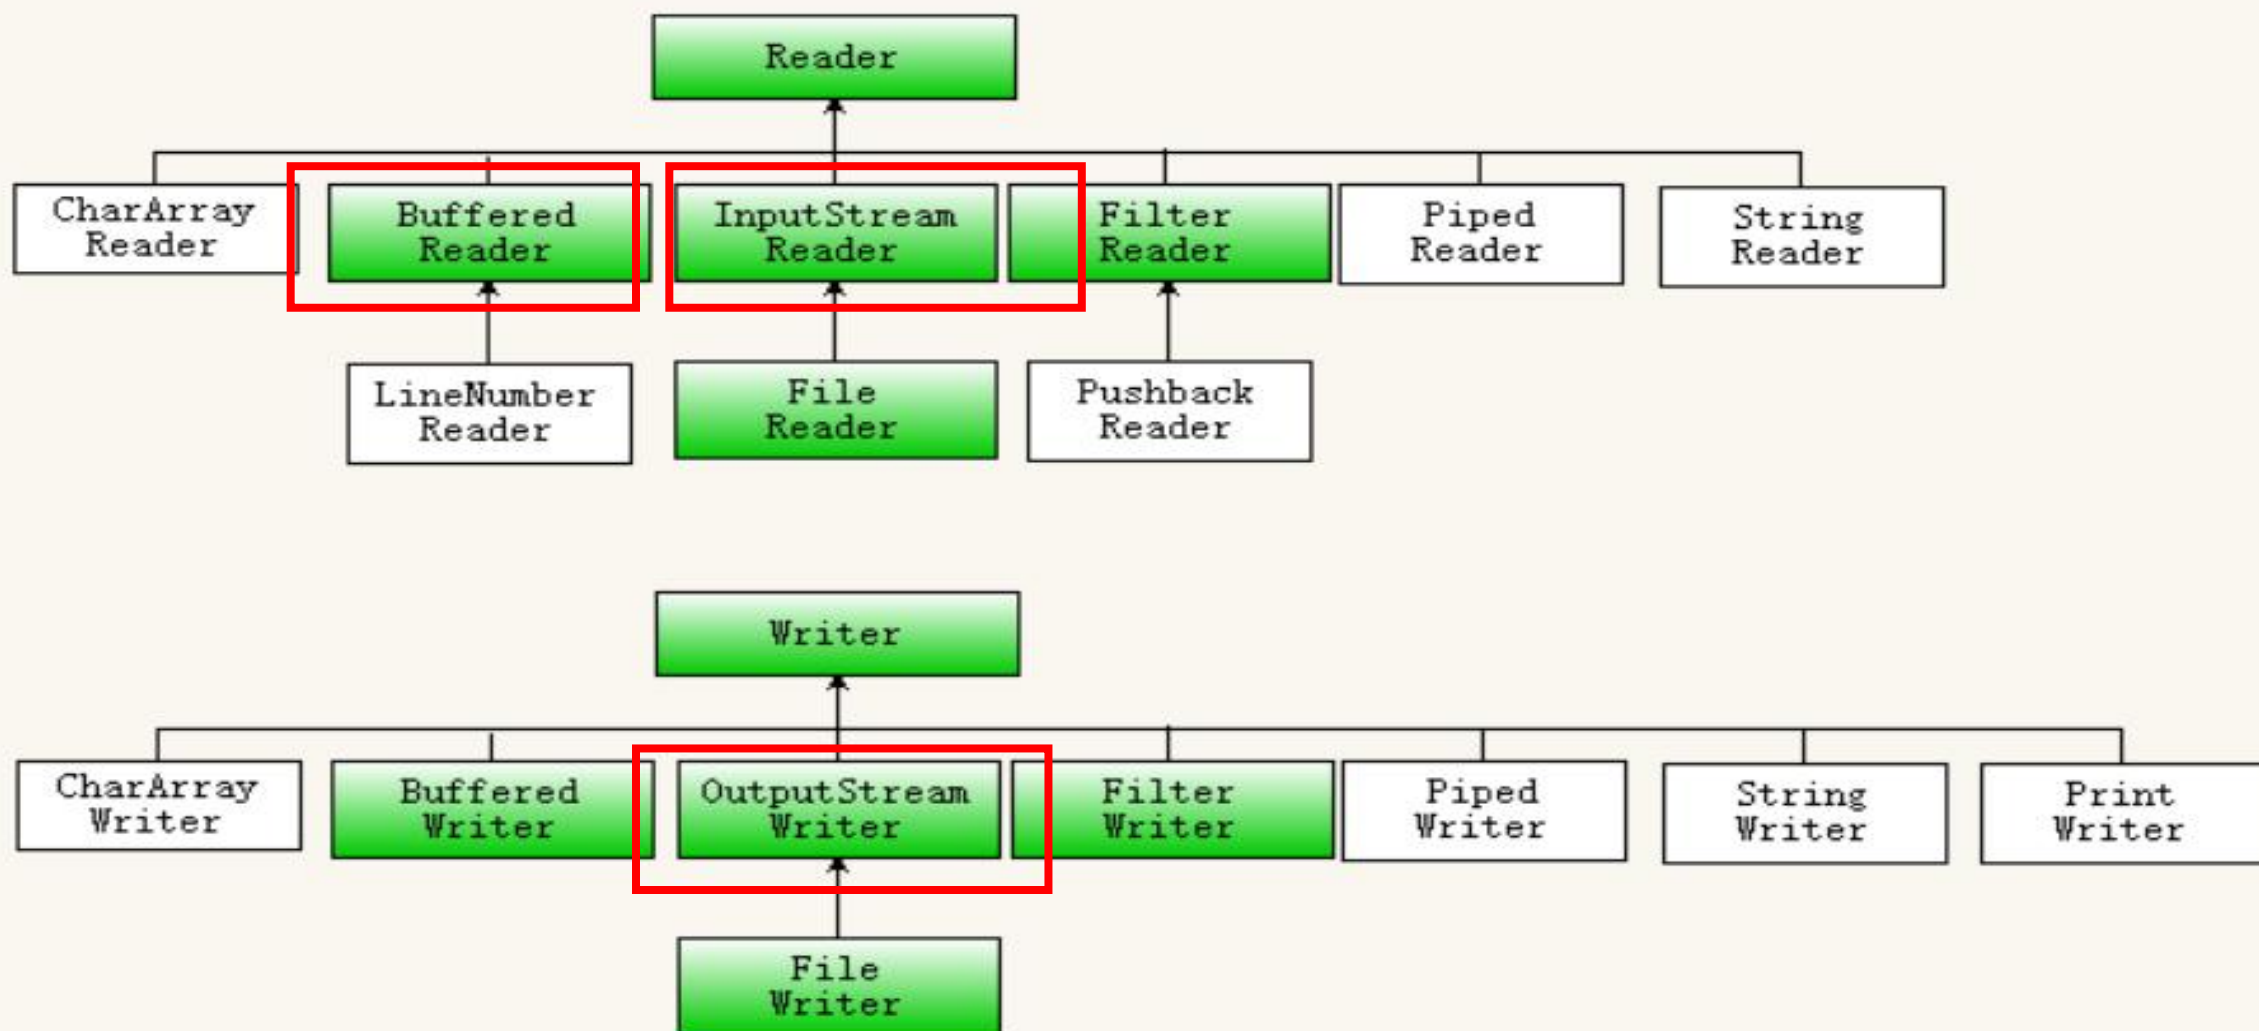 Reader
CharArray
Reader
Buffered
Reader
InputStream
Reader
Filter
Reader
Piped
Reader
String
Reader
LineNumber
Reader
File
Reader
Pushback
Reader
Writer
CharArray
Writer
Buffered
Writer
OutputStream
Writer
Filter
Writer
Piped
Writer
String
Writer
Print
Writer
File
Writer